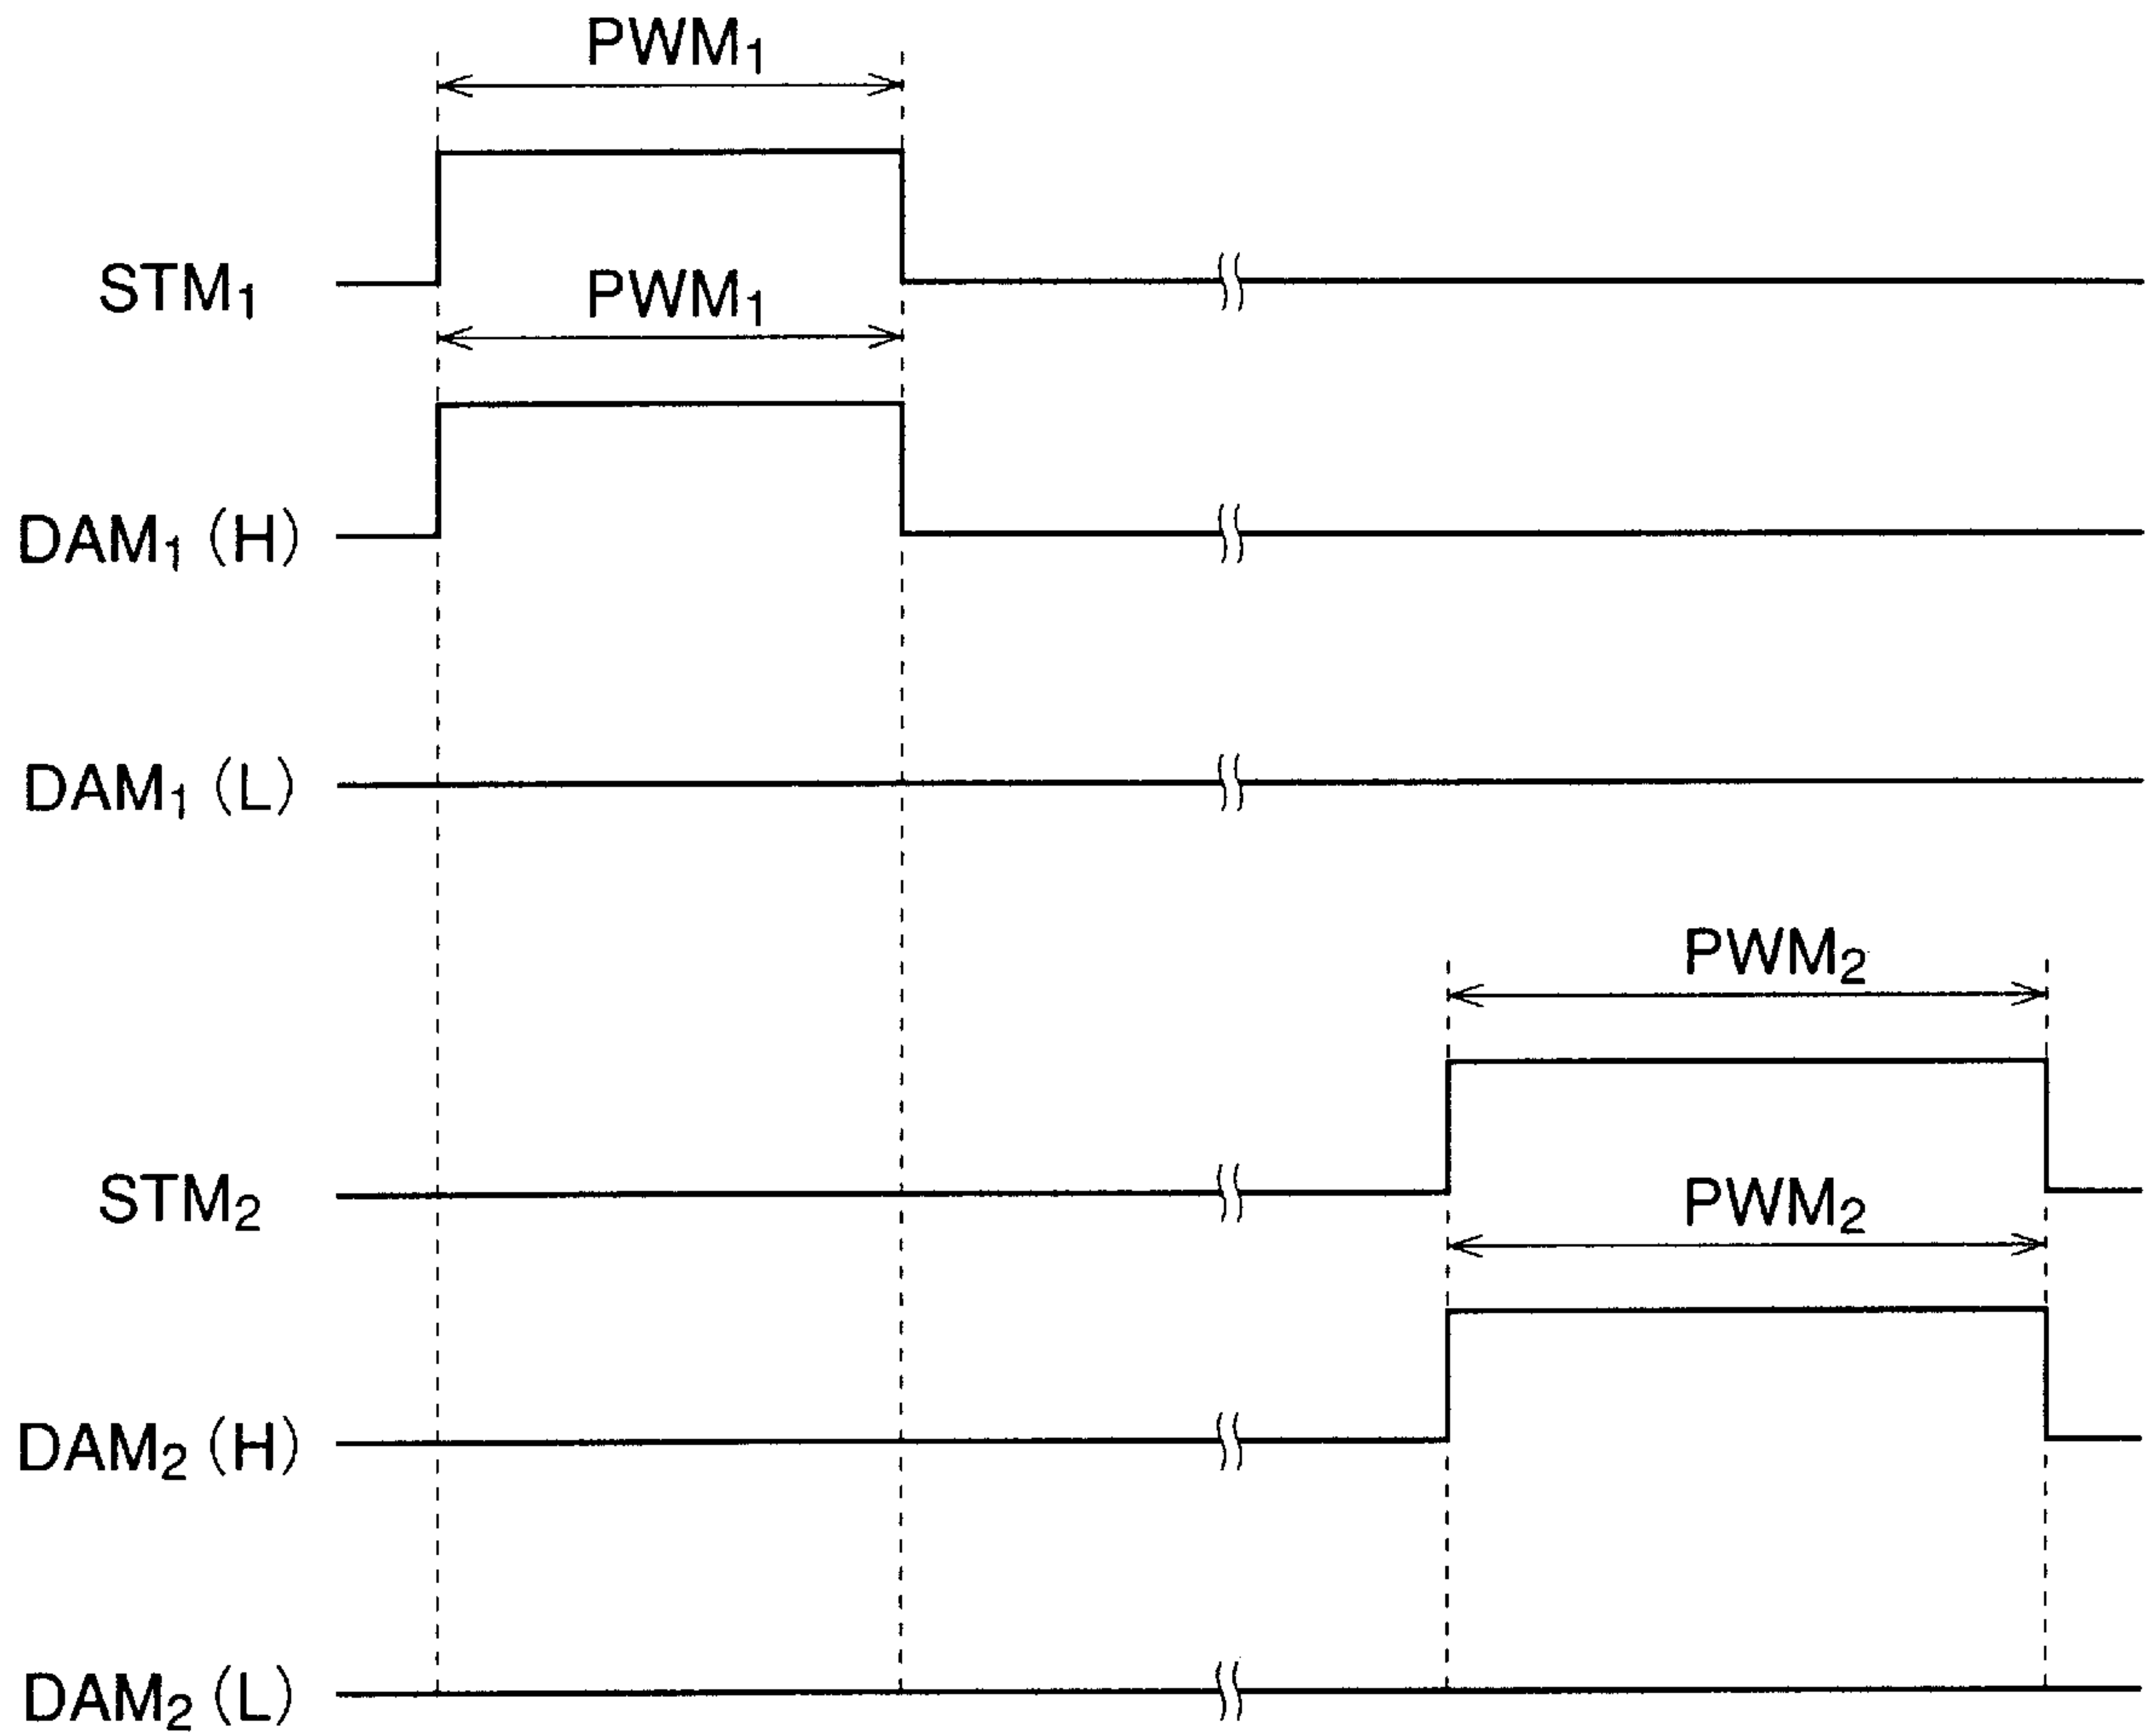 PWM₁
STM₁
PWM₁
DAM₁ (H)
DAM₁ (L)
PWM₂
STM₂
PWM₂
DAM₂ (H)
DAM₂ (L)